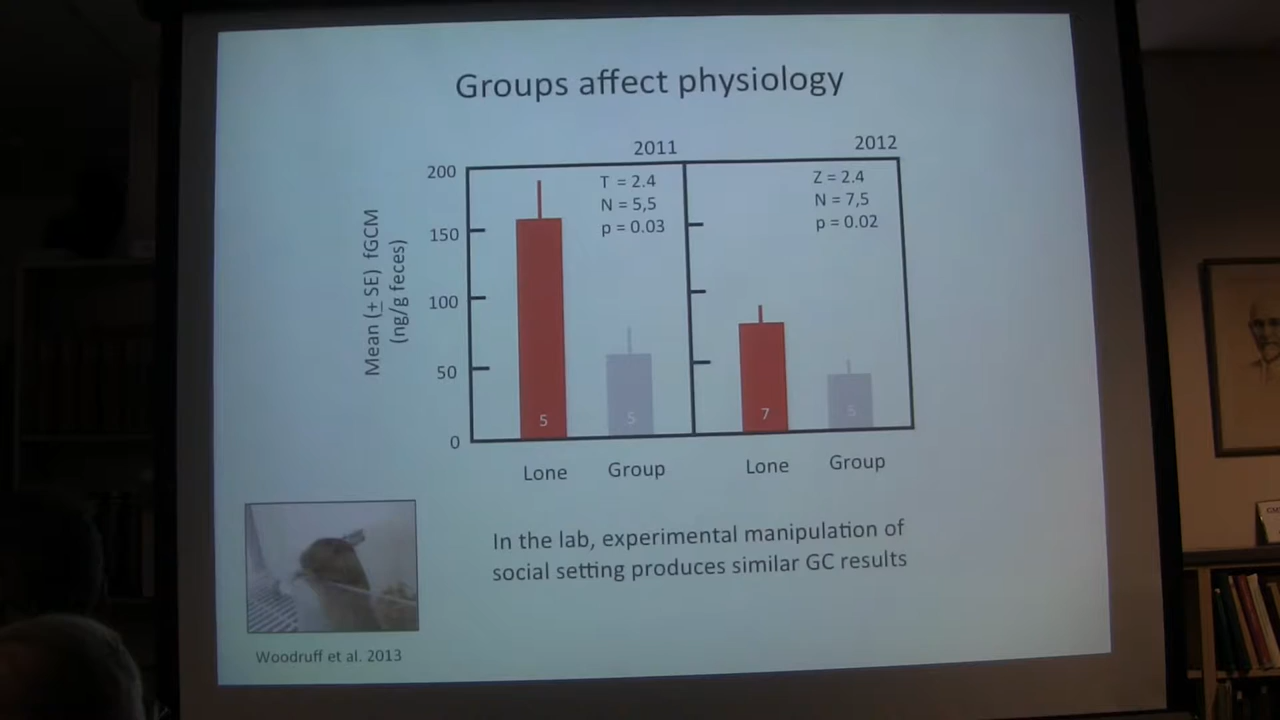 Groups affect physiology
2011
2012
Mean (+ SE) fGCM
(ng/g feces)
200
150
100
50
0
T = 2.4
N = 5,5
p = 0.03
Z = 2.4
N = 7,5
p = 0.02
5
5
7
5
Lone
Group
Lone
Group
In the lab, experimental manipulation of
social setting produces similar GC results
Woodruff et al. 2013